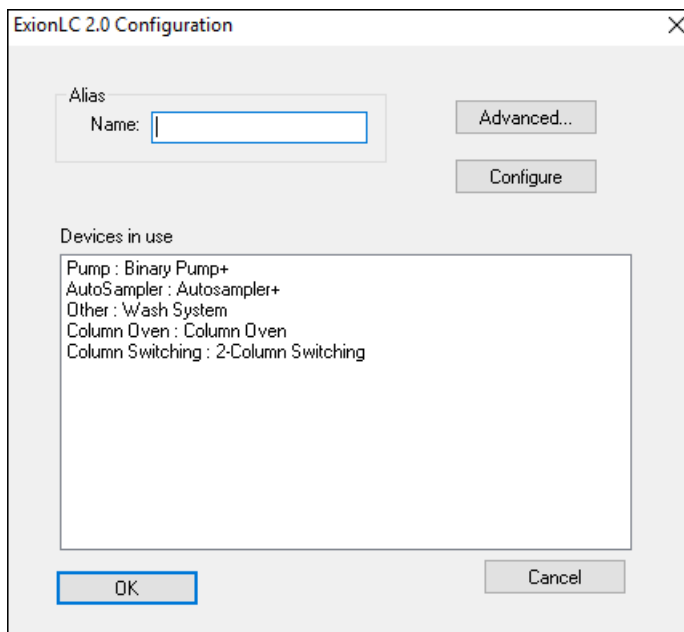 ExionLC 2.0 Configuration
Alias
Name:
Advanced...
Configure
Devices in use
Pump : Binary Pump+
AutoSampler : Autosampler+
Other : Wash System
Column Oven : Column Oven
Column Switching : 2-Column Switching
OK
Cancel